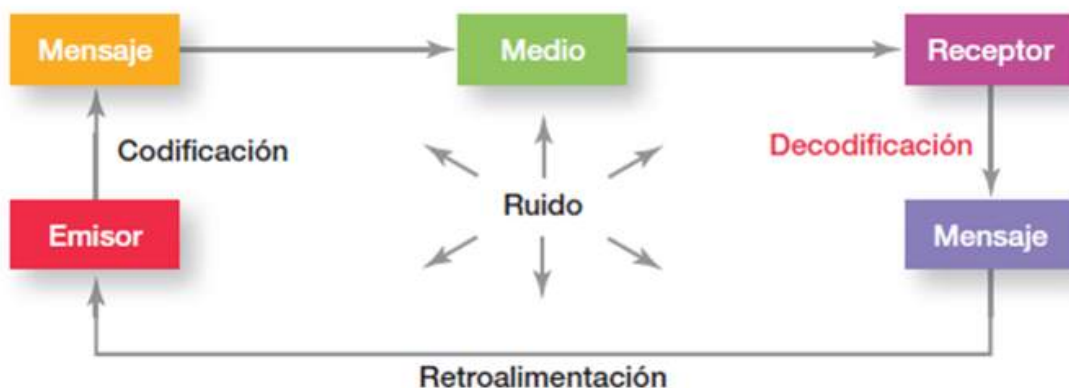 Mensaje
Medio
Receptor
Codificación
Decodificación
Ruido
Emisor
Mensaje
Retroalimentación